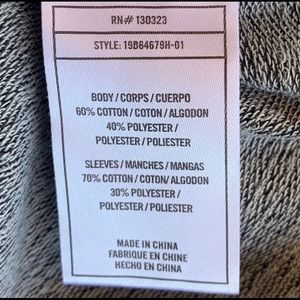 RN# 130323
STYLE: 19D64679H-01
BODY / CORPS / CUERPO
60% COTTON / COTON / ALGODON
40% POLYESTER /
POLYESTER / POLIESTER
SLEEVES / MANCHES / MANGAS
70% COTTON / COTON/ ALGODON
30% POLYESTER /
POLYESTER / POLIESTER
MADE IN CHINA
FABRIQUE EN CHINE
HECHO EN CHINA